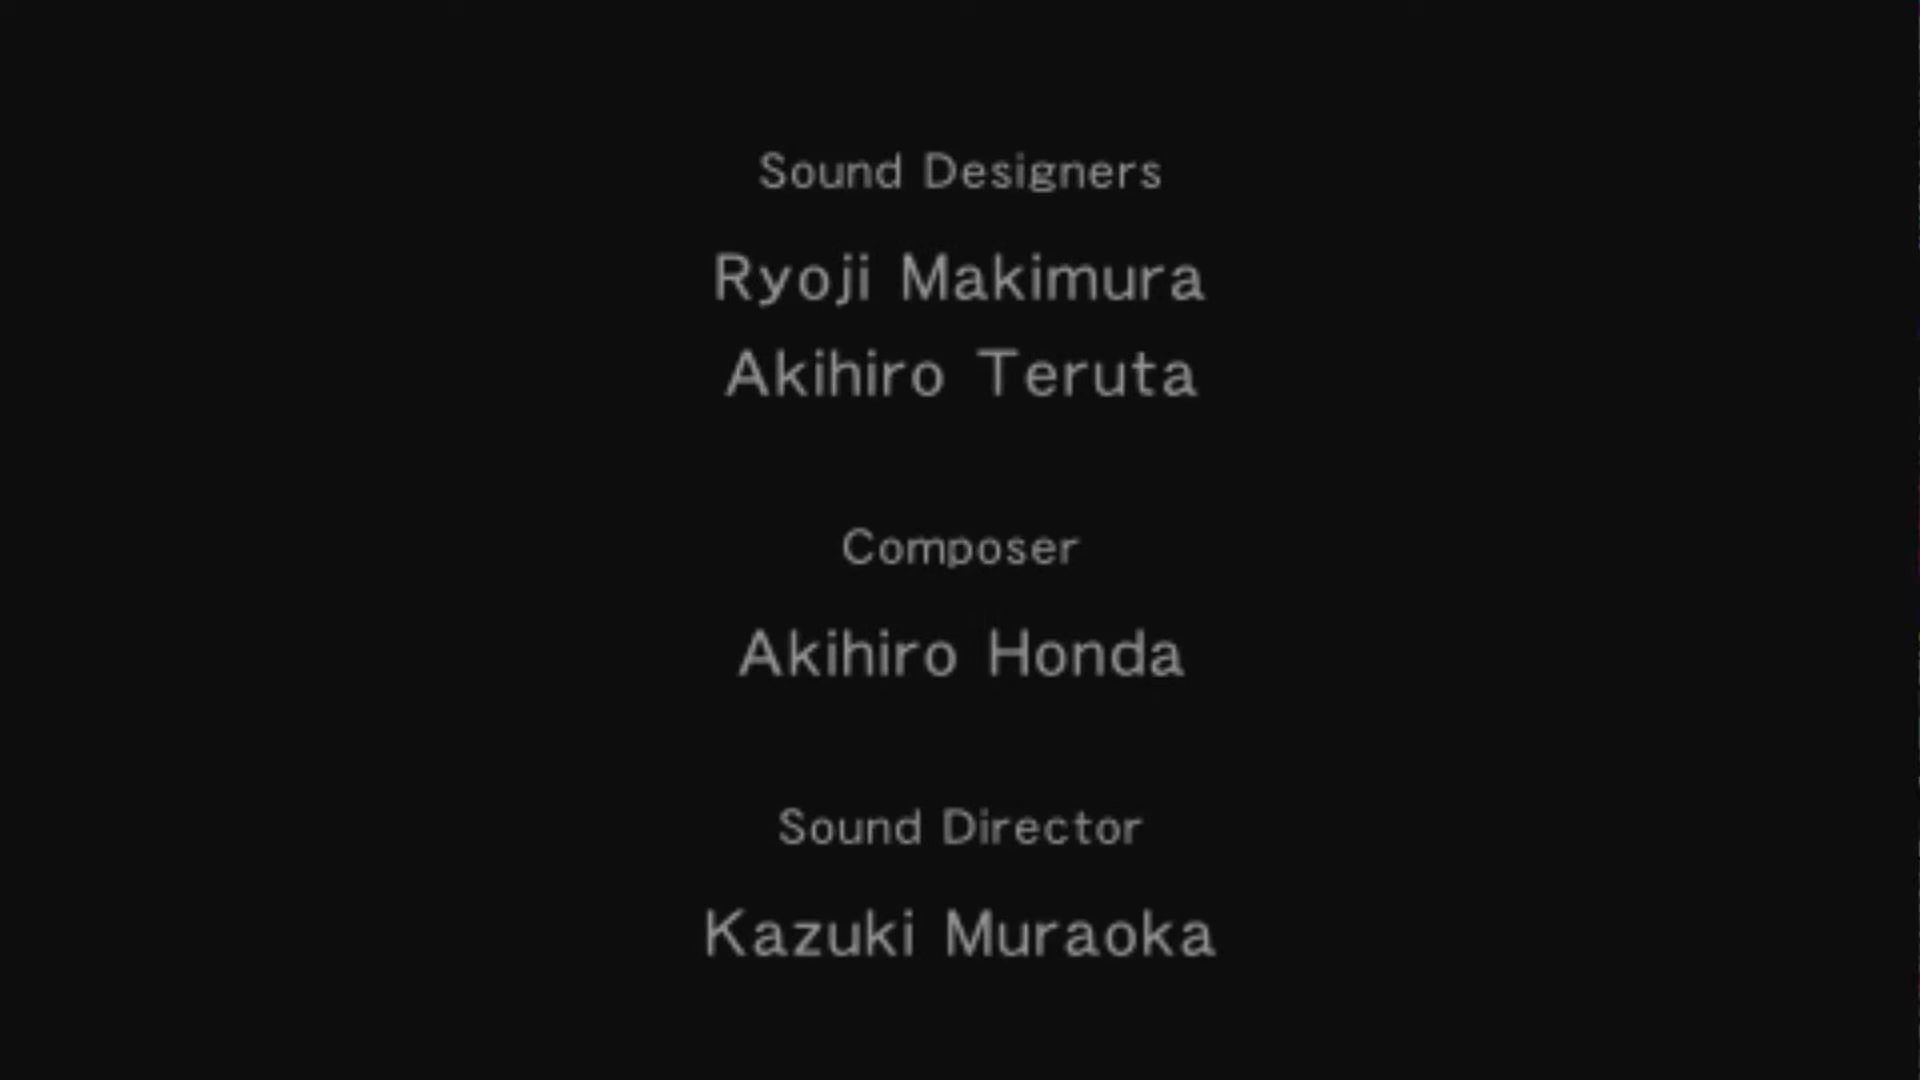 Sound Designers
Ryoji Makimura
Akihiro Teruta
Composer
Akihiro Honda
Sound Director
Kazuki Muraoka